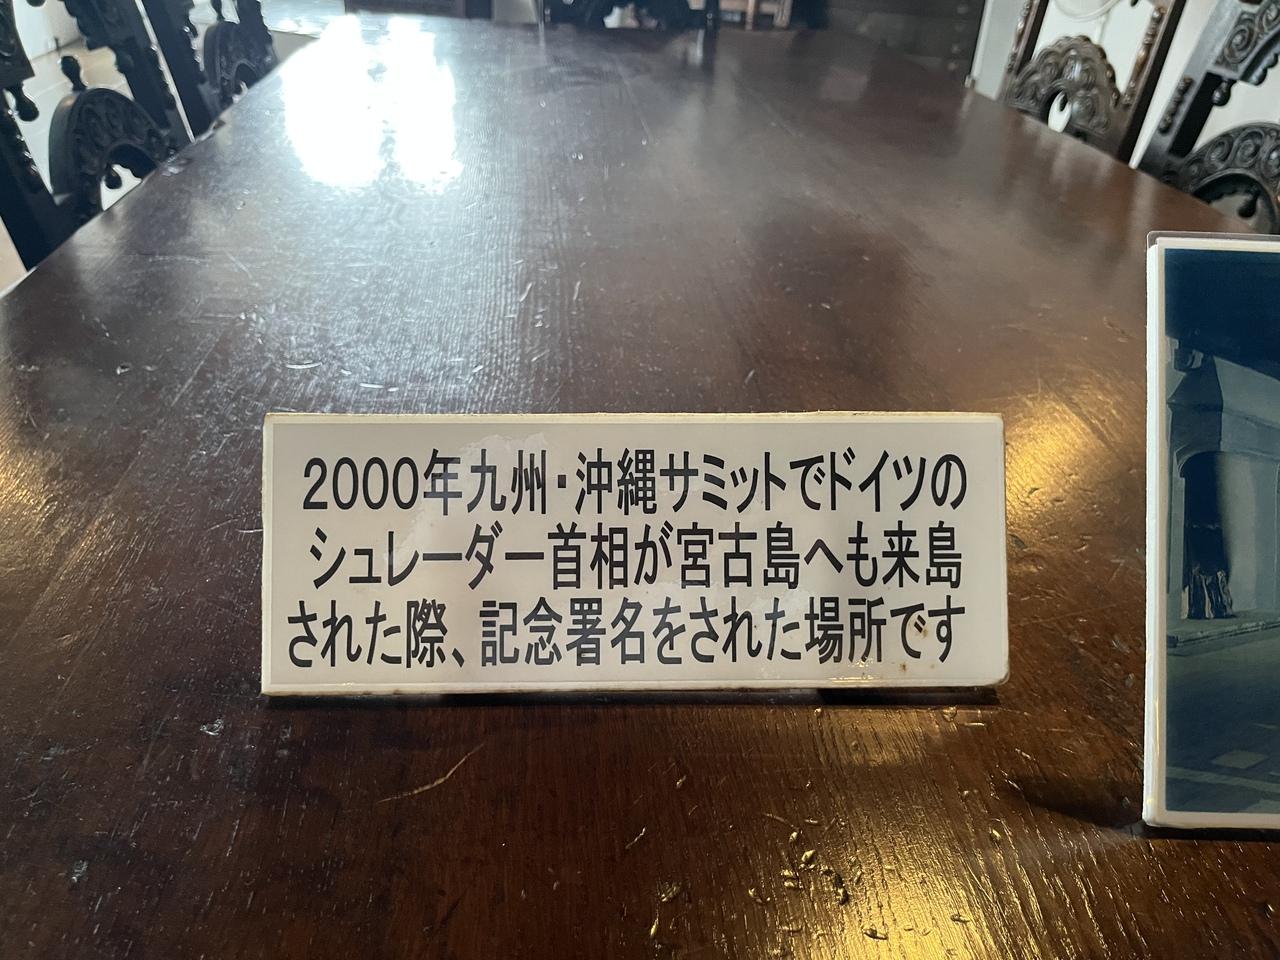 2000年九州・沖縄サミットでドイツの
シュレーダー首相が宮古島へも来島
された際、記念署名をされた場所です